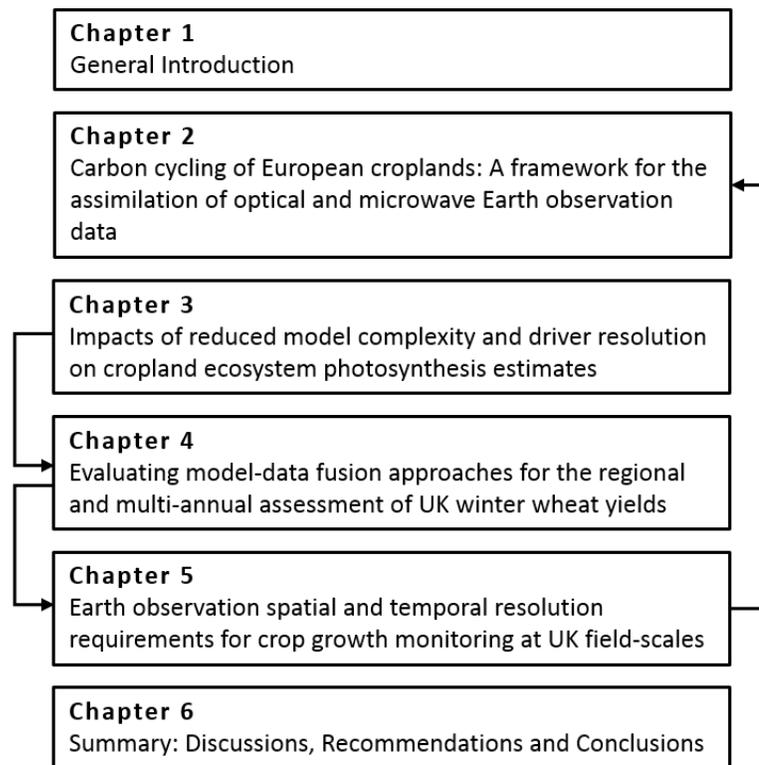 Chapter 1
General Introduction
Chapter 2
Carbon cycling of European croplands: A framework for the
assimilation of optical and microwave Earth observation
data
Chapter 3
Impacts of reduced model complexity and driver resolution
on cropland ecosystem photosynthesis estimates
Chapter 4
Evaluating model-data fusion approaches for the regional
and multi-annual assessment of UK winter wheat yields
Chapter 5
Earth observation spatial and temporal resolution
requirements for crop growth monitoring at UK field-scales
Chapter 6
Summary: Discussions, Recommendations and Conclusions